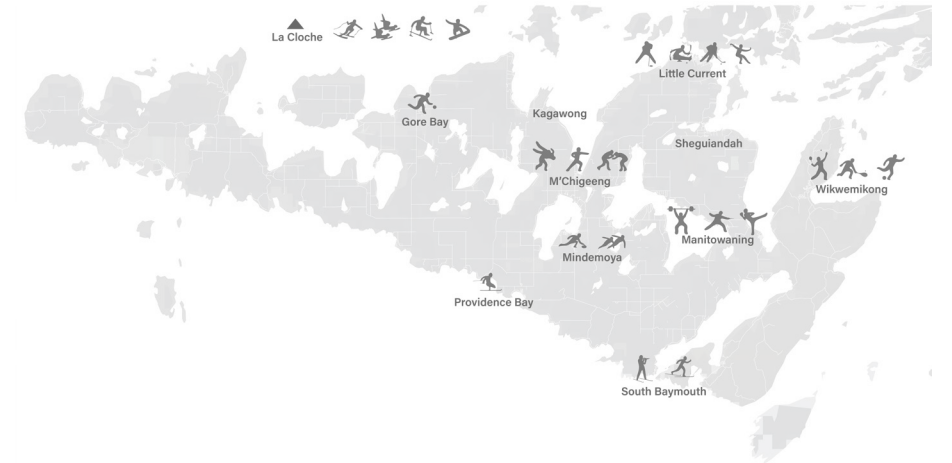 La Cloche
Little Current
Gore Bay
Kagawong
Sheguiandah
M'Chigeeng
Wikwemikong
Manitowaning
Mindemoya
Providence Bay
South Baymouth